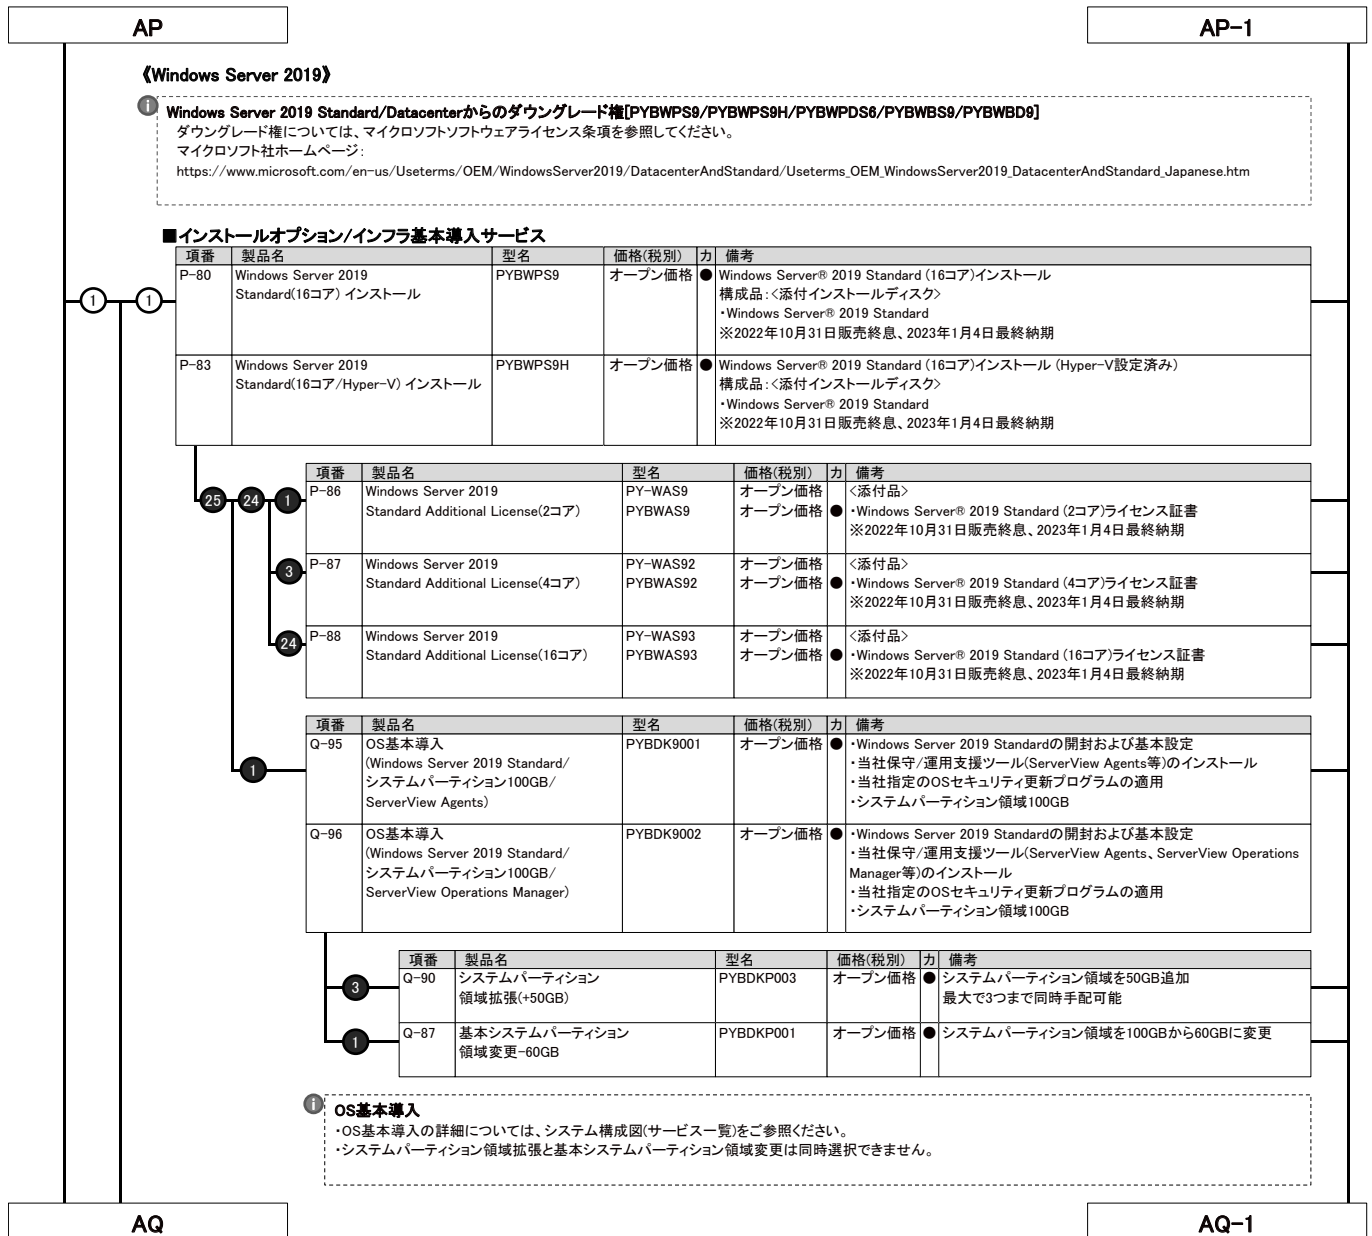 AP
AP-1
《Windows Server 2019》
Windows Server 2019 Standard/Datacenterからのダウングレード権[PYBWPS9/PYBWPS9H/PYBWPDS6/PYBWBS9/PYBWBD9]
ダウングレード権については、マイクロソフトソフトウェアライセンス条項を参照してください。
マイクロソフト社ホームページ:
https://www.microsoft.com/en-us/Useterms/OEM/WindowsServer2019/DatacenterAndStandard/Useterms_OEM_WindowsServer2019_DatacenterAndStandard_Japanese.htm
■インストールオプション/インフラ基本導入サービス
項番 製品名 型名 価格(税別) カ 備考
P-80 Windows Server 2019 PYBWPS9 オープン価格 ● Windows Server® 2019 Standard (16コア)インストール
Standard(16コア) インストール 構成品:<添付インストールディスク>
・Windows Server® 2019 Standard
※2022年10月31日販売終息、2023年1月4日最終納期
1 1
P-83 Windows Server 2019 PYBWPS9H オープン価格 ● Windows Server® 2019 Standard (16コア)インストール (Hyper-V設定済み)
Standard(16コア/Hyper-V) インストール 構成品:<添付インストールディスク>
・Windows Server® 2019 Standard
※2022年10月31日販売終息、2023年1月4日最終納期
項番 製品名 型名 価格(税別) カ 備考
25 24 1
P-86 Windows Server 2019 PY-WAS9 オープン価格 <添付品>
Standard Additional License(2コア) PYBWAS9 オープン価格 ● ・Windows Server® 2019 Standard (2コア)ライセンス証書
※2022年10月31日販売終息、2023年1月4日最終納期
3
P-87 Windows Server 2019 PY-WAS92 オープン価格 <添付品>
Standard Additional License(4コア) PYBWAS92 オープン価格 ● ・Windows Server® 2019 Standard (4コア)ライセンス証書
※2022年10月31日販売終息、2023年1月4日最終納期
24
P-88 Windows Server 2019 PY-WAS93 オープン価格 <添付品>
Standard Additional License(16コア) PYBWAS93 オープン価格 ● ・Windows Server® 2019 Standard (16コア)ライセンス証書
※2022年10月31日販売終息、2023年1月4日最終納期
項番 製品名 型名 価格(税別) カ 備考
Q-95 OS基本導入 PYBDK9001 オープン価格 ● ・Windows Server 2019 Standardの開封および基本設定
(Windows Server 2019 Standard/ ・当社保守/運用支援ツール(ServerView Agents等)のインストール
システムパーティション100GB/ ・当社指定のOSセキュリティ更新プログラムの適用
ServerView Agents) ・システムパーティション領域100GB
1
Q-96 OS基本導入 PYBDK9002 オープン価格 ● ・Windows Server 2019 Standardの開封および基本設定
(Windows Server 2019 Standard/ ・当社保守/運用支援ツール(ServerView Agents、ServerView Operations
システムパーティション100GB/ Manager等)のインストール
ServerView Operations Manager) ・当社指定のOSセキュリティ更新プログラムの適用
・システムパーティション領域100GB
項番 製品名 型名 価格(税別) カ 備考
3
Q-90 システムパーティション PYBDKP003 オープン価格 ● システムパーティション領域を50GB追加
領域拡張(+50GB) 最大で3つまで同時手配可能
1
Q-87 基本システムパーティション PYBDKP001 オープン価格 ● システムパーティション領域を100GBから60GBに変更
領域変更-60GB
OS基本導入
・OS基本導入の詳細については、システム構成図(サービス一覧)をご参照ください。
・システムパーティション領域拡張と基本システムパーティション領域変更は同時選択できません。
AQ
AQ-1